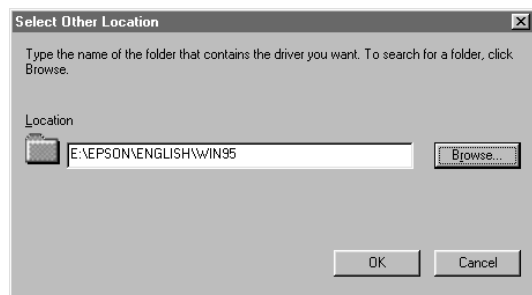 Select Other Location
Type the name of the folder that contains the driver you want. To search for a folder, click
Browse.
Location
E:\EPSON\ENGLISH\WIN95
Browse...
OK
Cancel